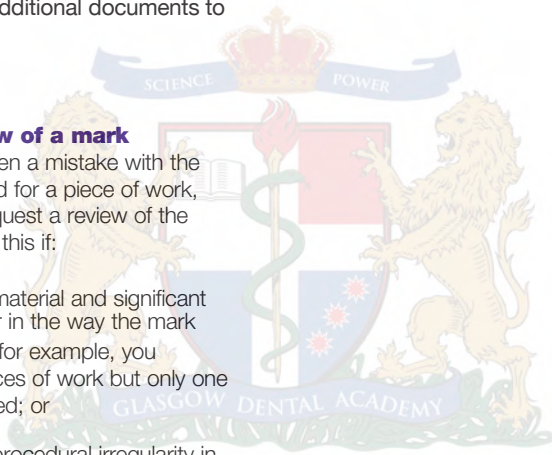 dditional documents to
SCIENCE POWER
w of a mark
en a mistake with the
d for a piece of work,
quest a review of the
this if:
material and significant
r in the way the mark
for example, you
ces of work but only one
ed; or
GLASGOW DENTAL ACADEMY
procedural irregularity in